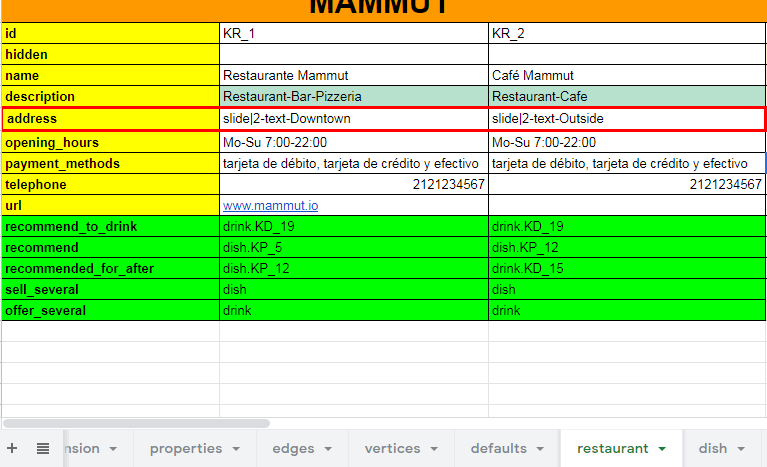 MAMMUT
id KR_1 KR_2
hidden
name Restaurante Mammut Café Mammut
description Restaurant-Bar-Pizzeria Restaurant-Cafe
address slide|2-text-Downtown slide|2-text-Outside
opening_hours Mo-Su 7:00-22:00 Mo-Su 7:00-22:00
payment_methods tarjeta de débito, tarjeta de crédito y efectivo tarjeta de débito, tarjeta de crédito y efectivo
telephone 2121234567 2121234567
url www.mammut.io
recommend_to_drink drink.KD_19 drink.KD_19
recommend dish.KP_5 dish.KP_12
recommended_for_after dish.KP_12 drink.KD_15
sell_several dish dish
offer_several drink drink
nsion properties edges vertices defaults restaurant dish